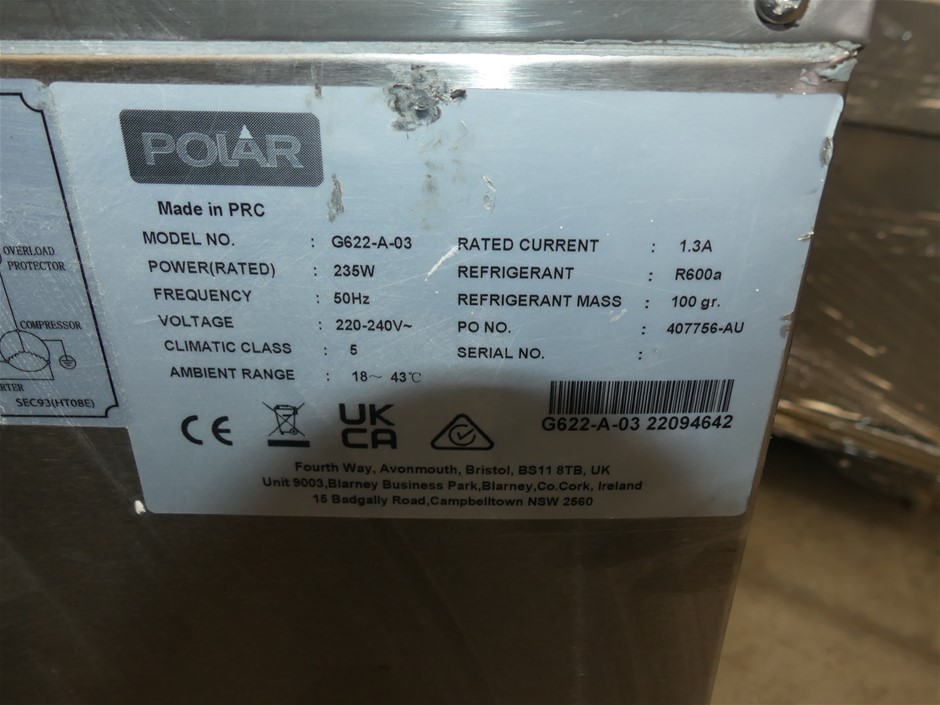 POLAR
Made in PRC
MODEL NO. : G622-A-03
POWER(RATED) : 235W
FREQUENCY : 50Hz
VOLTAGE : 220-240V~
CLIMATIC CLASS : 5
AMBIENT RANGE : 18~ 43℃
RATED CURRENT : 1.3A
REFRIGERANT : R600a
REFRIGERANT MASS : 100 gr.
PO NO. : 407756-AU
SERIAL NO. :
G622-A-03 22094642
CE
UK
CA
Fourth Way, Avonmouth, Bristol, BS11 8TB, UK
Unit 9003,Blarney Business Park,Blarney,Co.Cork, Ireland
15 Badgally Road,Campbelltown NSW 2560
OVERLOAD
PROTECTOR
COMPRESSOR
SEC93(HT08E)